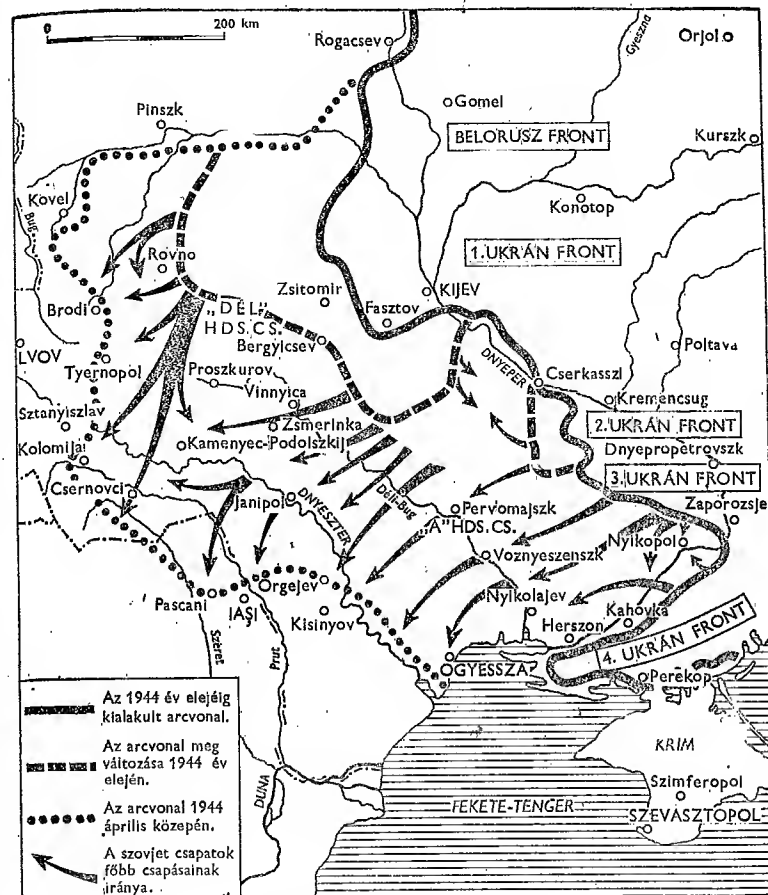 0 200 km
Rogacsev
Gyeszna
Orjol
Gomel
Pinszk
BELORUSZ FRONT
Kurszk
Kovel
Konotop
Bug
1. UKRÁN FRONT
Rovno
Zsitomir
KIJEV
Fasztov
Brodi
„DÉL”
HDS.CS.
Bergyicsev
LVOV
DNYEPER
Poltava
Tyernopol
Proszkurov
Cserkasszl
Vinnyica
Kremencsug
Sztanyiszlav
Zsmerinka
2. UKRÁN FRONT
Kolomija
Kamenyec-Podolszkij
Dnyepropetrovszk
3. UKRÁN FRONT
Csernovci
Janipol
DNYESZTER
Déli-Bug
Pervomajszk
Zaporozsje
„A” HDS.CS.
Nyikopol
Voznyeszenszk
Orgejev
Pascani
IAŞI
Kisinyov
Nyikolajev
Kahovka
Herszon
Szeret
Prut
4. UKRÁN FRONT
OGYESSZA
Perekop
Az 1944 év elejéig
kialakult arcvonal.
KRIM
Az arcvonal meg
változása 1944 év
elején.
Szimferopol
DUNA
FEKETE-TENGER
SZEVASZTOPOL
Az arcvonal 1944
április közepén.
A szovjet csapatok
főbb csapásainak
iránya.